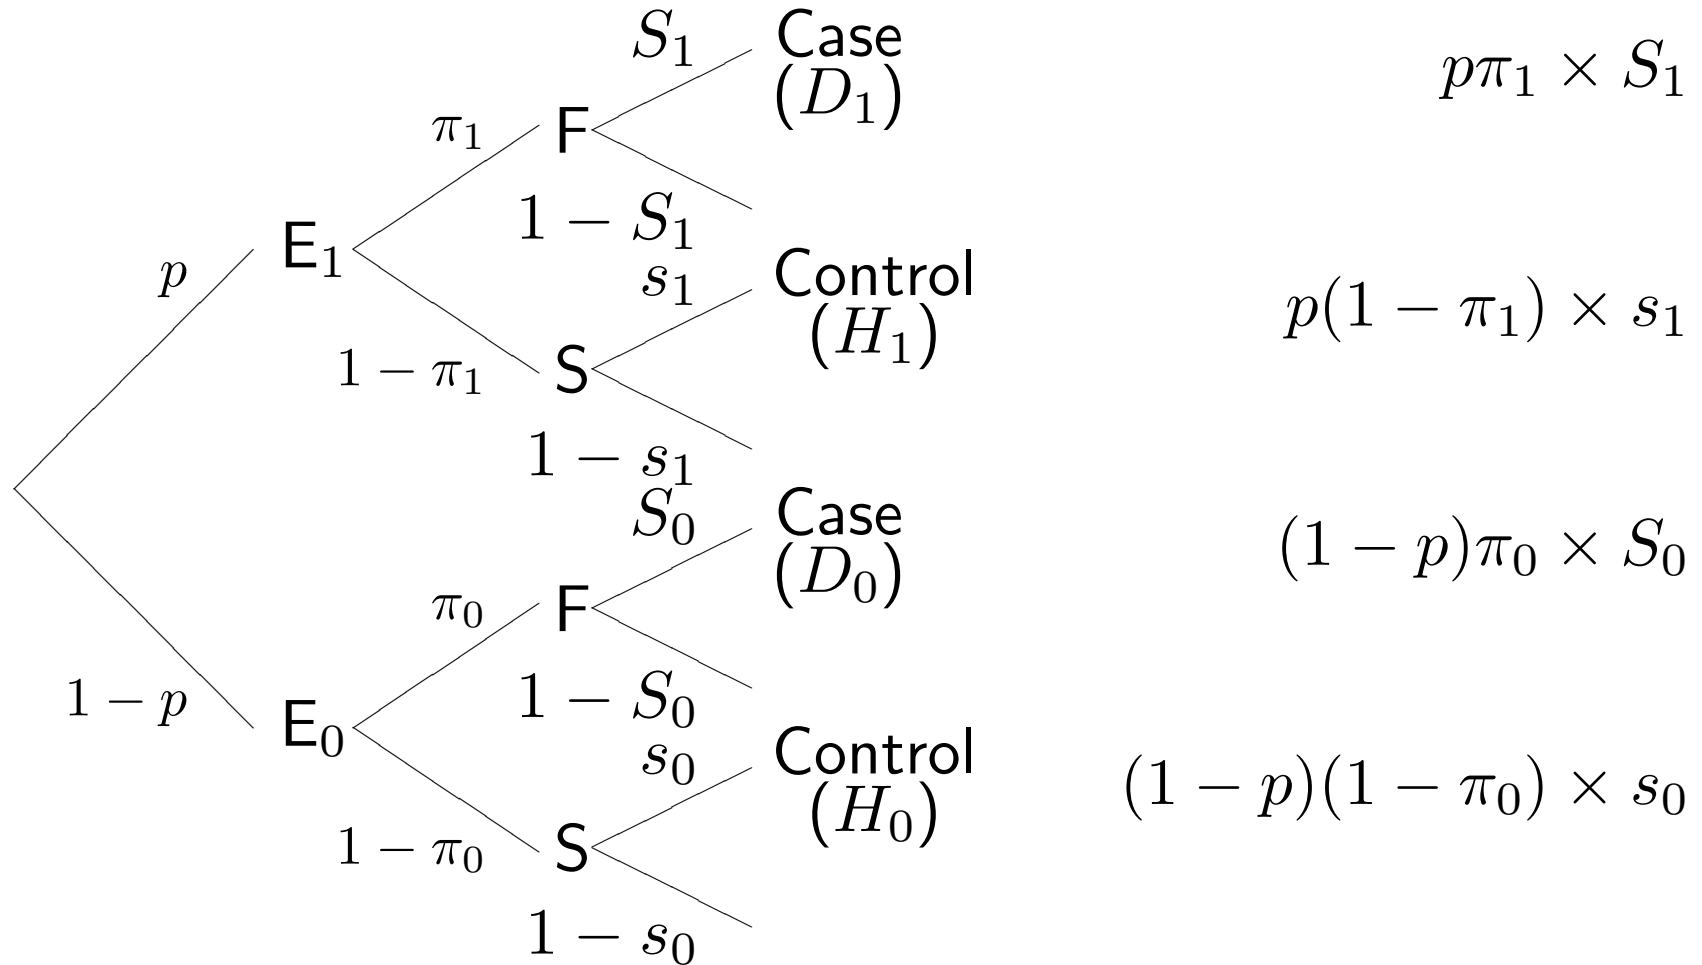 S₁ Case
(D₁) pπ₁ × S₁
π₁ F
1 − S₁
E₁
p
s₁ Control
(H₁) p(1 − π₁) × s₁
1 − π₁ S
1 − s₁
S₀ Case
(D₀) (1 − p)π₀ × S₀
π₀ F
1 − S₀
1 − p
E₀
s₀ Control
(H₀) (1 − p)(1 − π₀) × s₀
1 − π₀ S
1 − s₀